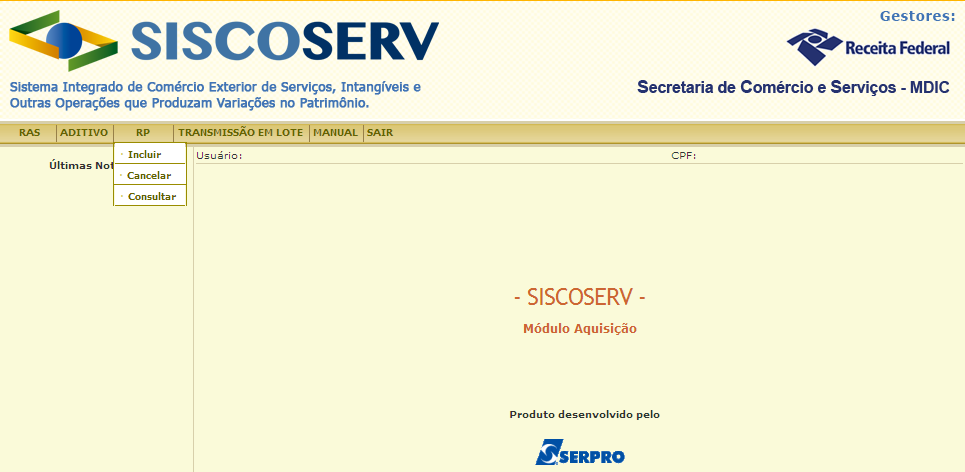 Gestores:
SISCOSERV
Receita Federal
Sistema Integrado de Comércio Exterior de Serviços, Intangíveis e
Outras Operações que Produzam Variações no Patrimônio.
Secretaria de Comércio e Serviços - MDIC
RAS ADITIVO RP TRANSMISSÃO EM LOTE MANUAL SAIR
Últimas Not
· Incluir
· Cancelar
· Consultar
Usuário: CPF:
- SISCOSERV -
Módulo Aquisição
Produto desenvolvido pelo
SERPRO